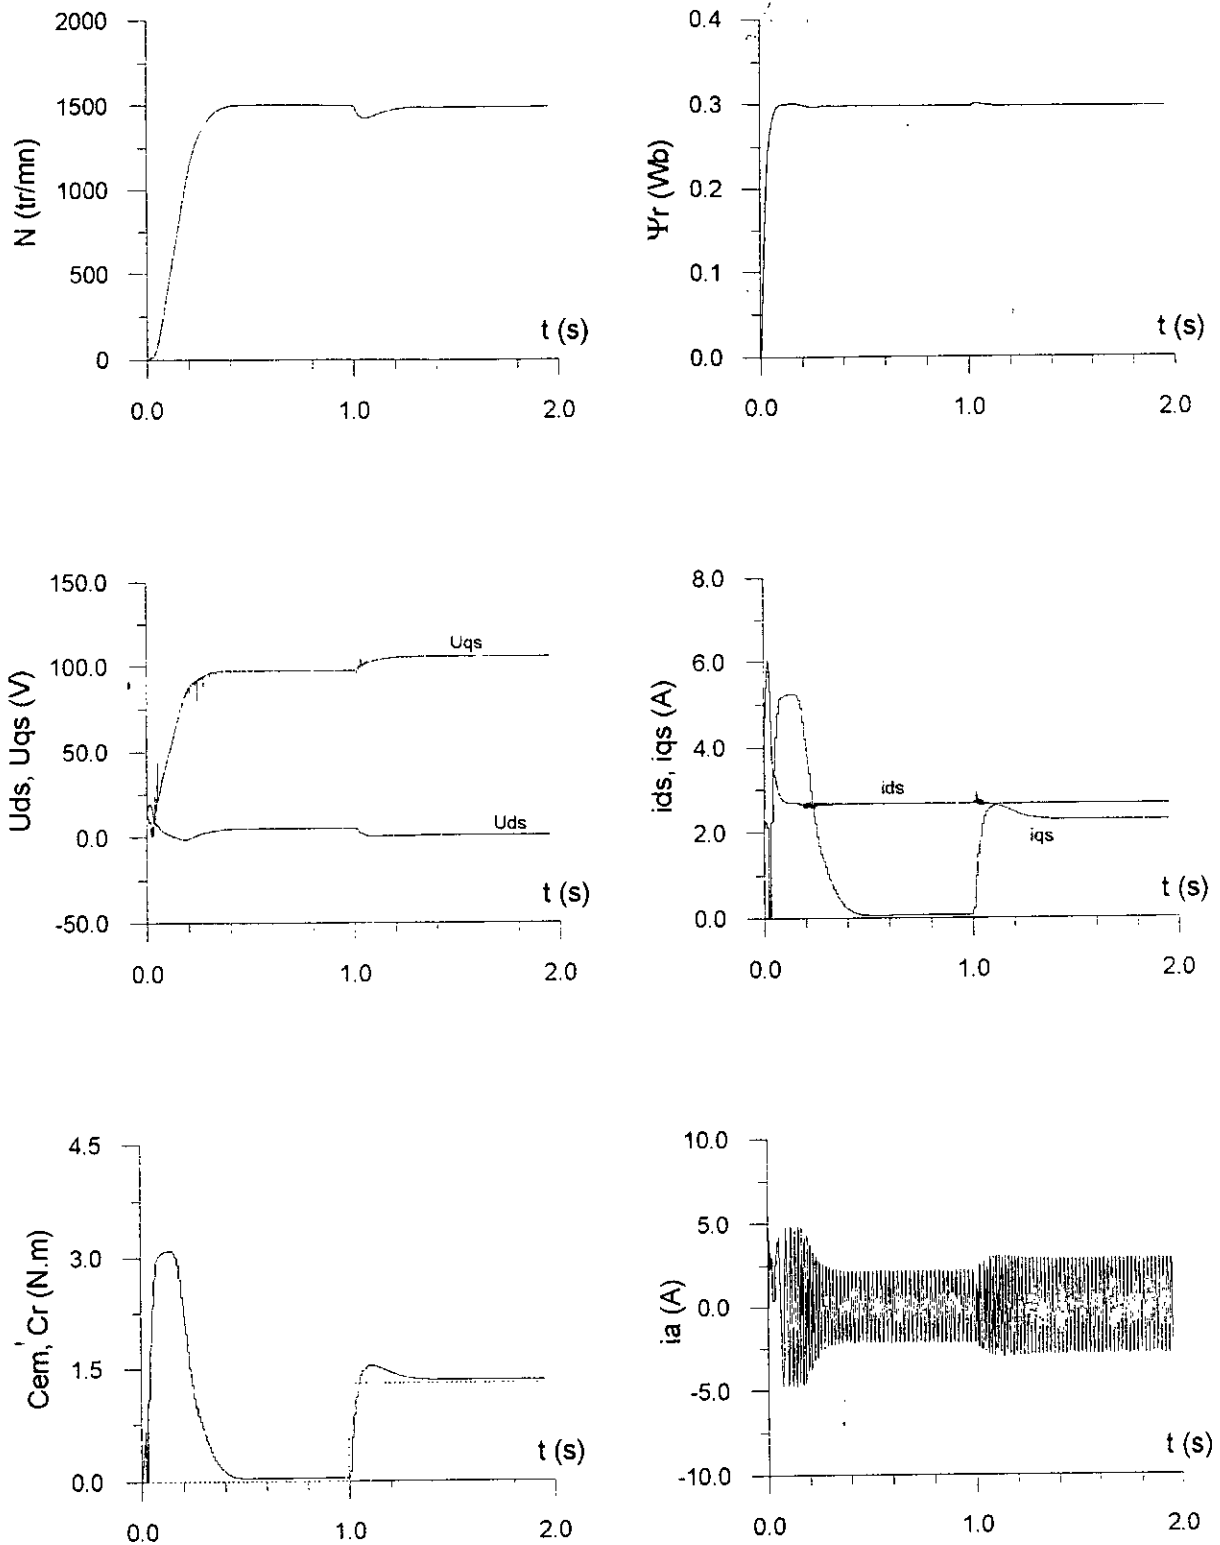 2000
1500
1000
500
0
N (tr/mn)
t (s)
0.0
1.0
2.0
0.4
0.3
0.2
0.1
0.0
Ψr (Wb)
t (s)
0.0
1.0
2.0
150.0
100.0
50.0
0.0
-50.0
Uds, Uqs (V)
Uqs
Uds
t (s)
0.0
1.0
2.0
8.0
6.0
4.0
2.0
0.0
ids, iqs (A)
ids
iqs
t (s)
0.0
1.0
2.0
4.5
3.0
1.5
0.0
Cem, Cr (N.m)
t (s)
0.0
1.0
2.0
10.0
5.0
0.0
-5.0
-10.0
ia (A)
t (s)
0.0
1.0
2.0